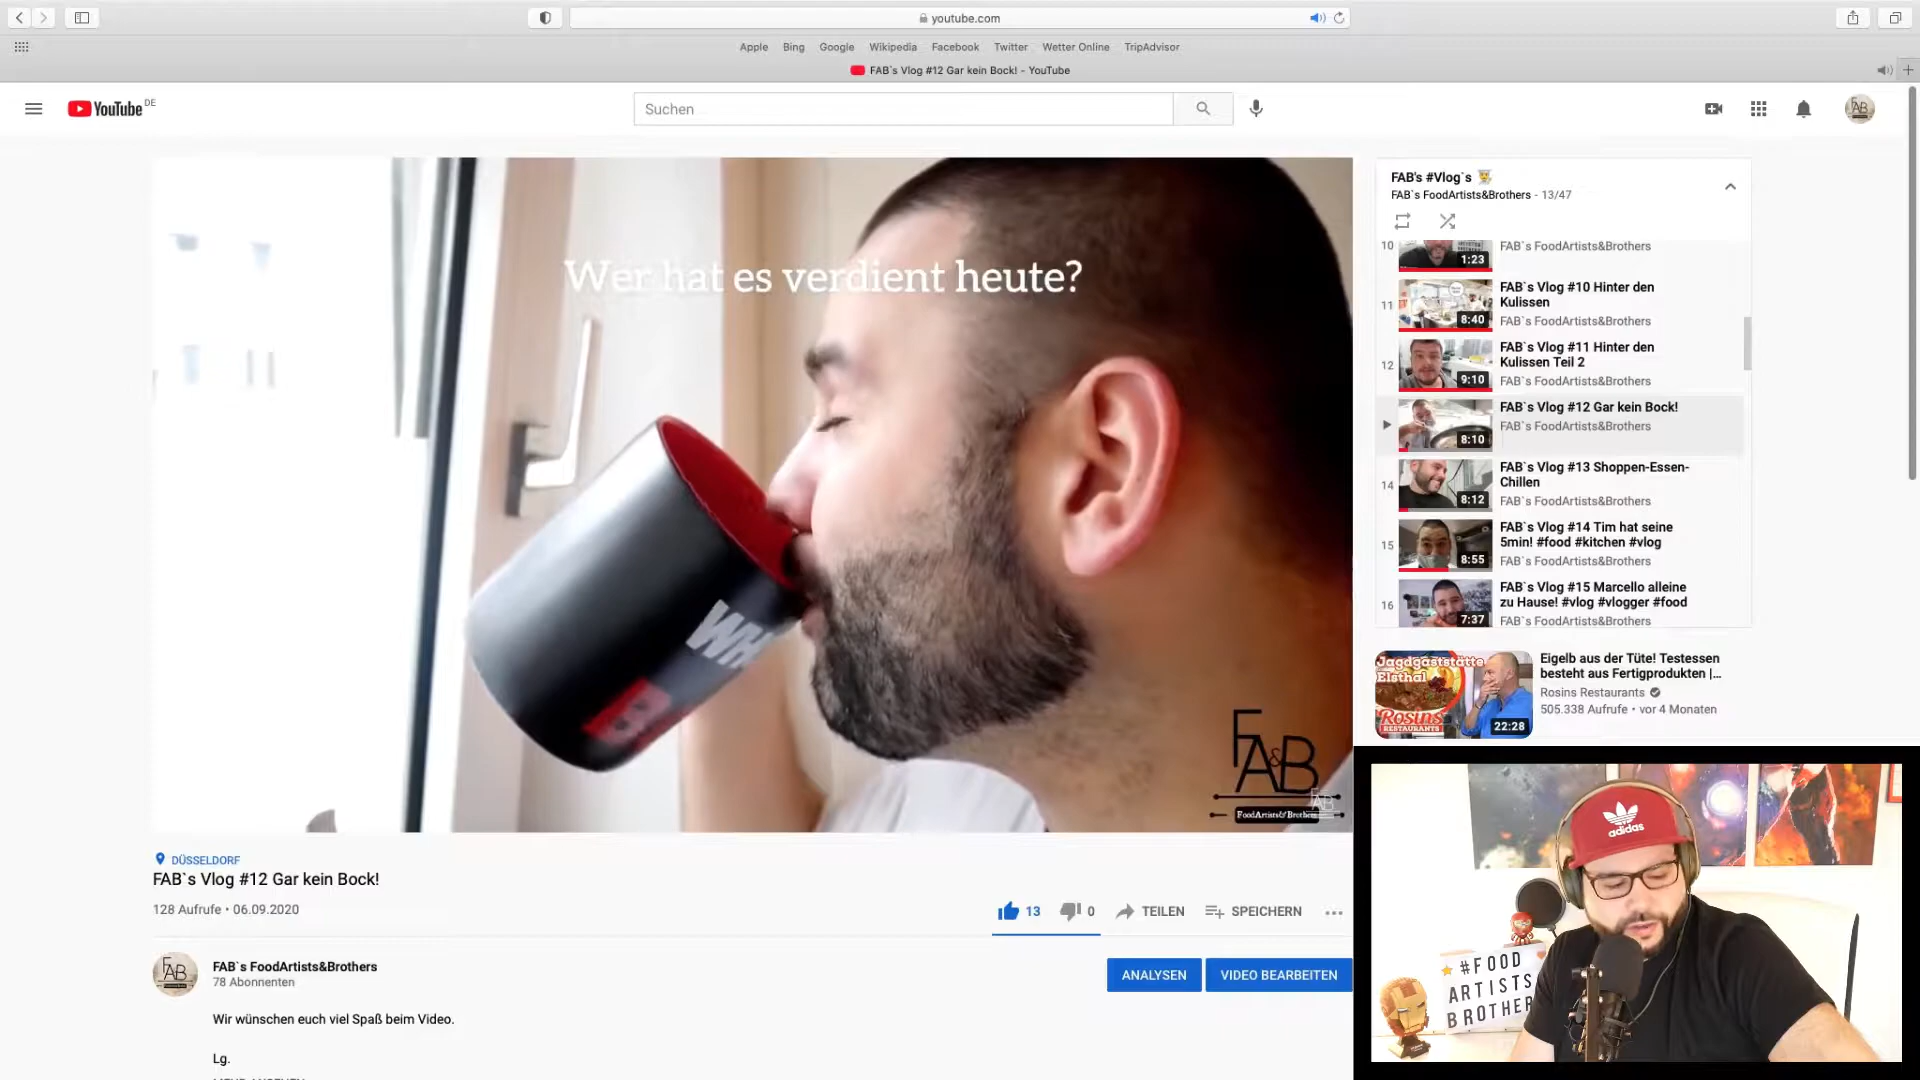 youtube.com
Apple Bing Google Wikipedia Facebook Twitter Wetter Online TripAdvisor
FAB`s Vlog #12 Gar kein Bock! - YouTube
YouTube DE
Suchen
FAB
Wer hat es verdient heute?
WH
B
FA&B
FoodArtists&Brothers
FAB's #Vlog`s
FAB`s FoodArtists&Brothers - 13/47
10
1:23
FAB`s FoodArtists&Brothers
11
8:40
FAB`s Vlog #10 Hinter den
Kulissen
FAB`s FoodArtists&Brothers
12
9:10
FAB`s Vlog #11 Hinter den
Kulissen Teil 2
FAB`s FoodArtists&Brothers
8:10
FAB`s Vlog #12 Gar kein Bock!
FAB`s FoodArtists&Brothers
14
8:12
FAB`s Vlog #13 Shoppen-Essen-
Chillen
FAB`s FoodArtists&Brothers
15
8:55
FAB`s Vlog #14 Tim hat seine
5min! #food #kitchen #vlog
FAB`s FoodArtists&Brothers
16
7:37
FAB`s Vlog #15 Marcello alleine
zu Hause! #vlog #vlogger #food
FAB`s FoodArtists&Brothers
Jagdgaststätte
Elsthal
Rosins
RESTAURANTS
22:28
Eigelb aus der Tüte! Testessen
besteht aus Fertigprodukten |...
Rosins Restaurants
505.338 Aufrufe • vor 4 Monaten
DÜSSELDORF
FAB`s Vlog #12 Gar kein Bock!
128 Aufrufe • 06.09.2020
13 0 TEILEN SPEICHERN
FAB
FAB`s FoodArtists&Brothers
78 Abonnenten
ANALYSEN VIDEO BEARBEITEN
Wir wünschen euch viel Spaß beim Video.
Lg.
adidas
#FOOD
ARTISTS
BROTHER